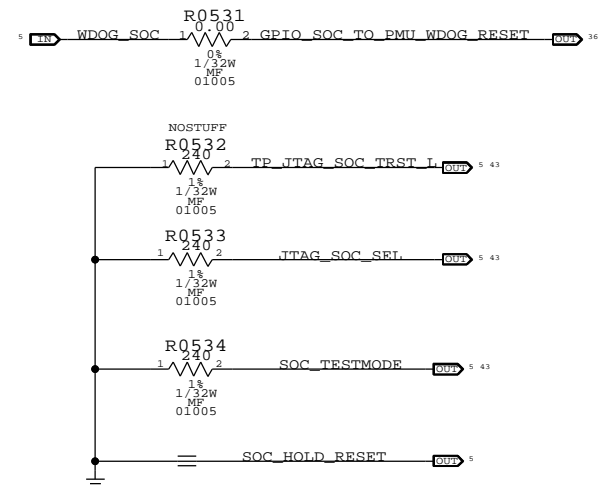 R0531
0.00
5 IN WDOG_SOC 1 2 GPIO_SOC_TO_PMU_WDOG_RESET OUT 36
0%
1/32W
MF
01005
NOSTUFF
R0532
240
1 2 TP_JTAG_SOC_TRST_L OUT 5 43
1%
1/32W
MF
01005
R0533
240
1 2 JTAG_SOC_SEL OUT 5 43
1%
1/32W
MF
01005
R0534
240
1 2 SOC_TESTMODE OUT 5 43
1%
1/32W
MF
01005
SOC_HOLD_RESET OUT 5